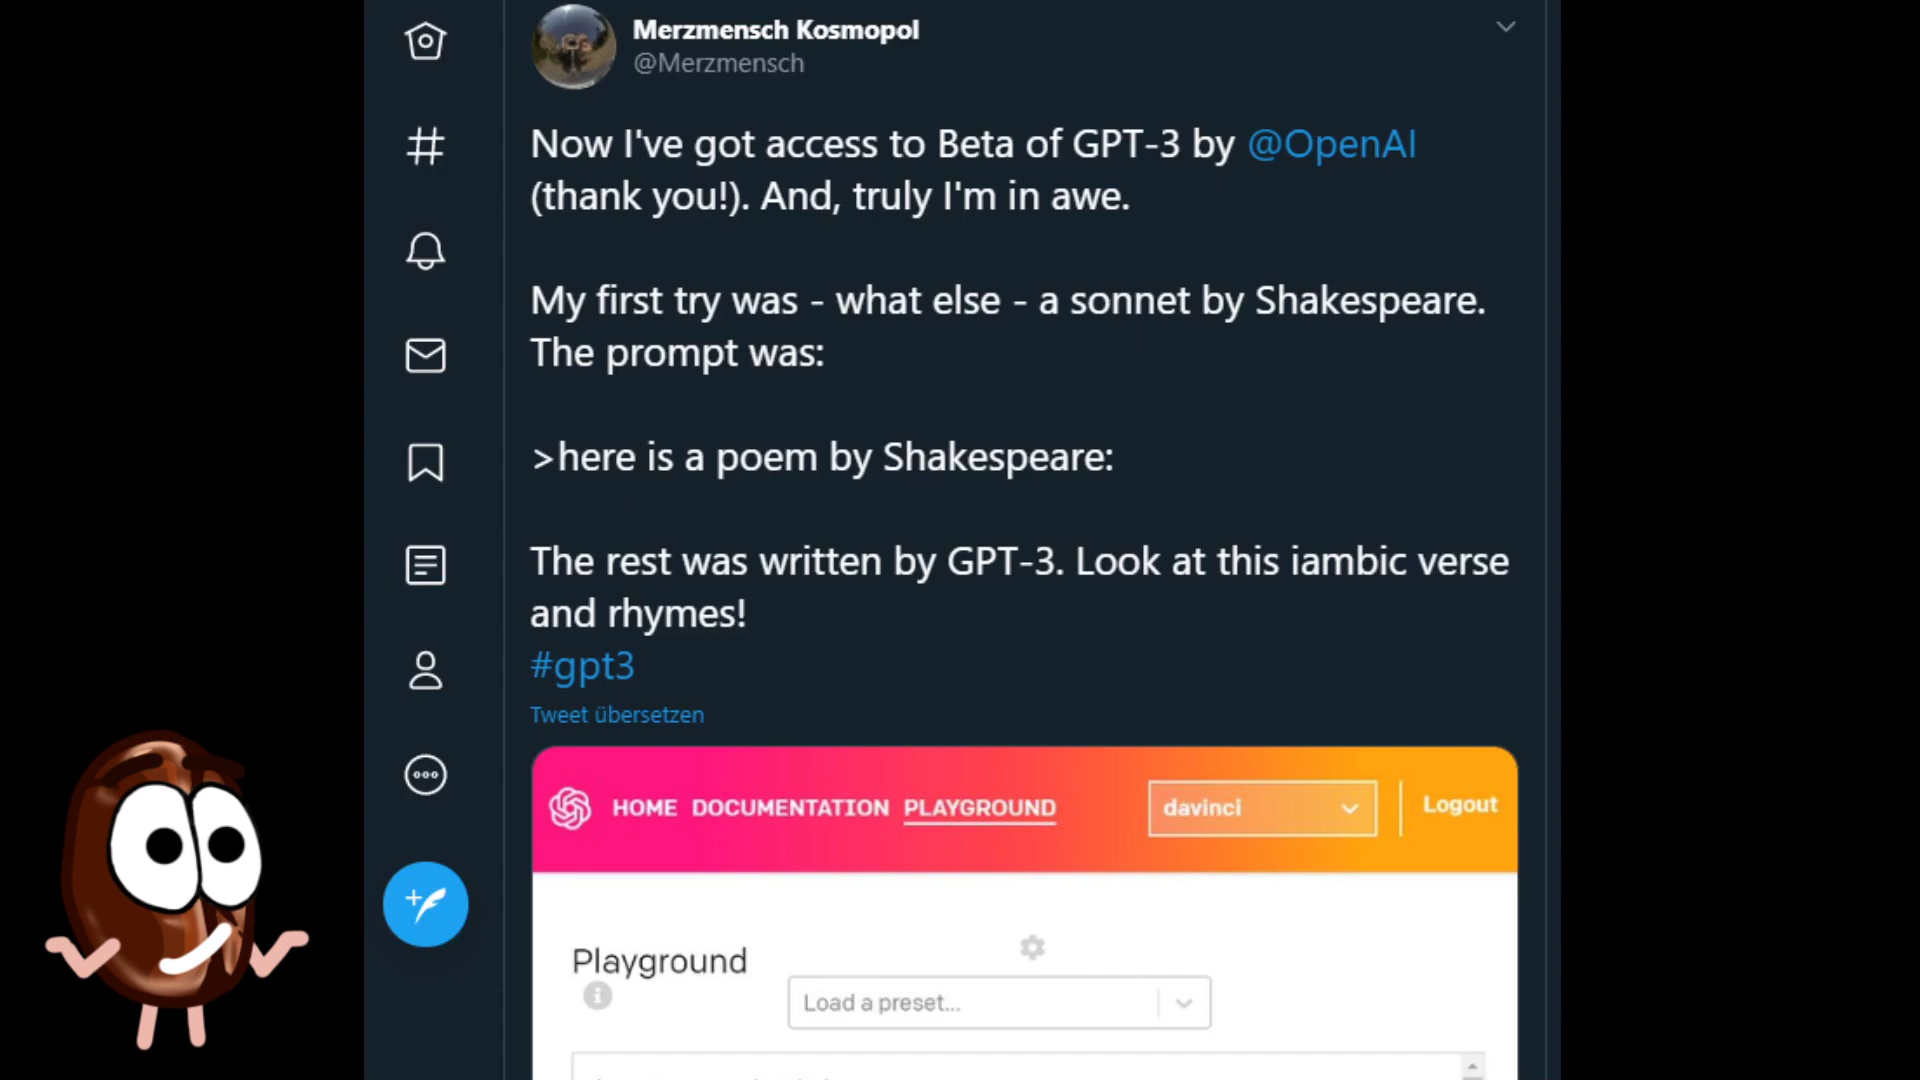 Merzmensch Kosmopol
@Merzmensch
Now I've got access to Beta of GPT-3 by @OpenAI
(thank you!). And, truly I'm in awe.
My first try was - what else - a sonnet by Shakespeare.
The prompt was:
>here is a poem by Shakespeare:
The rest was written by GPT-3. Look at this iambic verse
and rhymes!
#gpt3
Tweet übersetzen
HOME DOCUMENTATION PLAYGROUND davinci Logout
Playground
Load a preset...